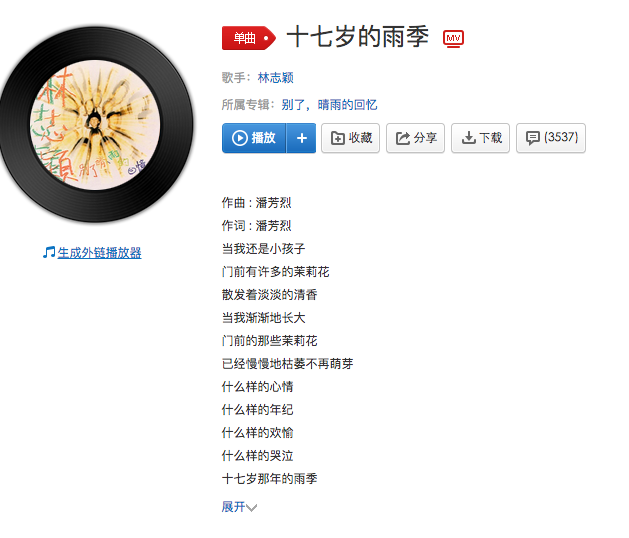 单曲 十七岁的雨季 MV
歌手：林志颖
所属专辑：别了，晴雨的回忆
播放 + 收藏 分享 下载 (3537)
林志穎
生成外链播放器
作曲 : 潘芳烈
作词 : 潘芳烈
当我还是小孩子
门前有许多的茉莉花
散发着淡淡的清香
当我渐渐地长大
门前的那些茉莉花
已经慢慢地枯萎不再萌芽
什么样的心情
什么样的年纪
什么样的欢愉
什么样的哭泣
十七岁那年的雨季
展开